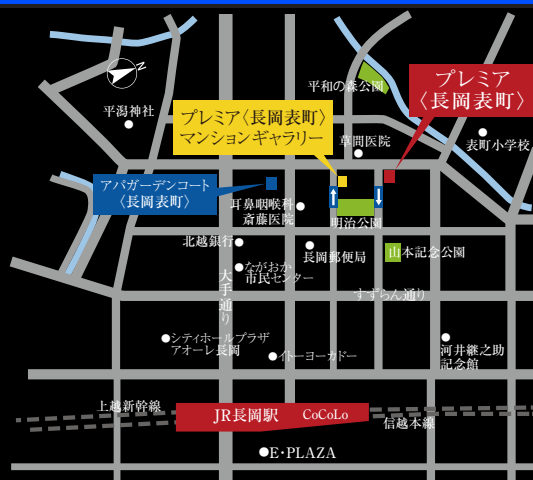 N
平潟神社
平和の森公園
プレミア
〈長岡表町〉
プレミア〈長岡表町〉
マンションギャラリー
草間医院
表町小学校
アパガーデンコート
〈長岡表町〉
耳鼻咽喉科
斎藤医院
明治公園
北越銀行
長岡郵便局
山本記念公園
ながおか
市民センター
大手通り
すずらん通り
シティホールプラザ
アオーレ長岡
イトーヨーカドー
河井継之助
記念館
上越新幹線
JR長岡駅 CoCoLo
信越本線
E・PLAZA